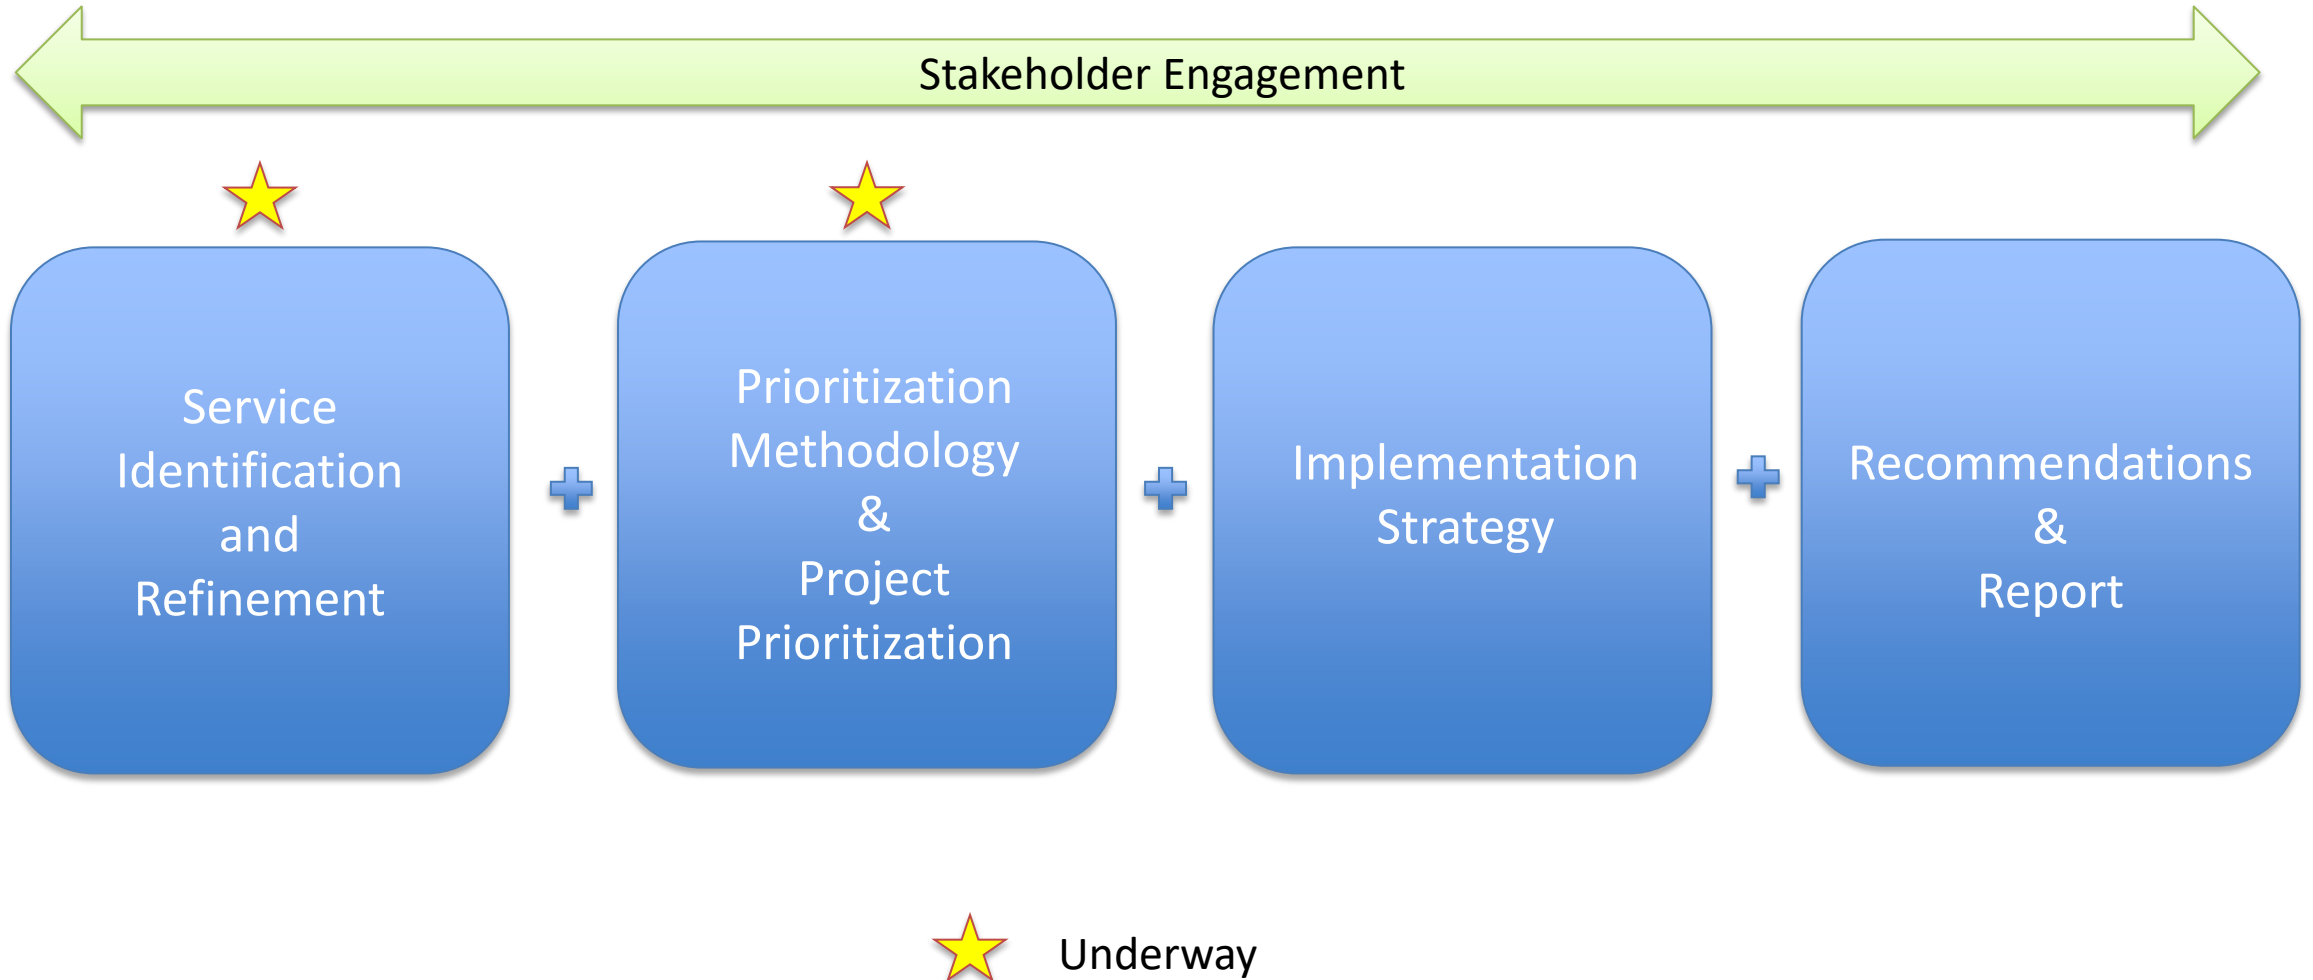 Stakeholder Engagement
Service
Identification
and
Refinement
Prioritization
Methodology
&
Project
Prioritization
Implementation
Strategy
Recommendations
&
Report
Underway